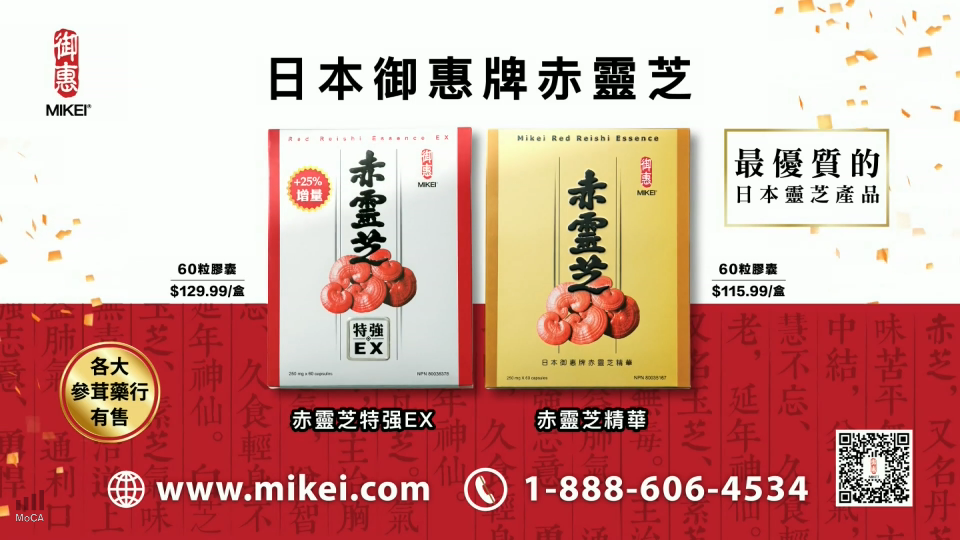 御惠
MIKEI®
日本御惠牌赤靈芝
Red Reishi Essence EX
+25%
增量
赤靈芝
御惠
MIKEI®
特強
EX
NPN 80038375
Mikei Red Reishi Essence
御惠
MIKEI®
赤靈芝
日本御惠牌赤靈芝精華
最優質的
日本靈芝產品
60粒膠囊
$129.99/盒
60粒膠囊
$115.99/盒
各大
參茸藥行
有售
赤靈芝特强EX
赤靈芝精華
www.mikei.com
1-888-606-4534
MoCA